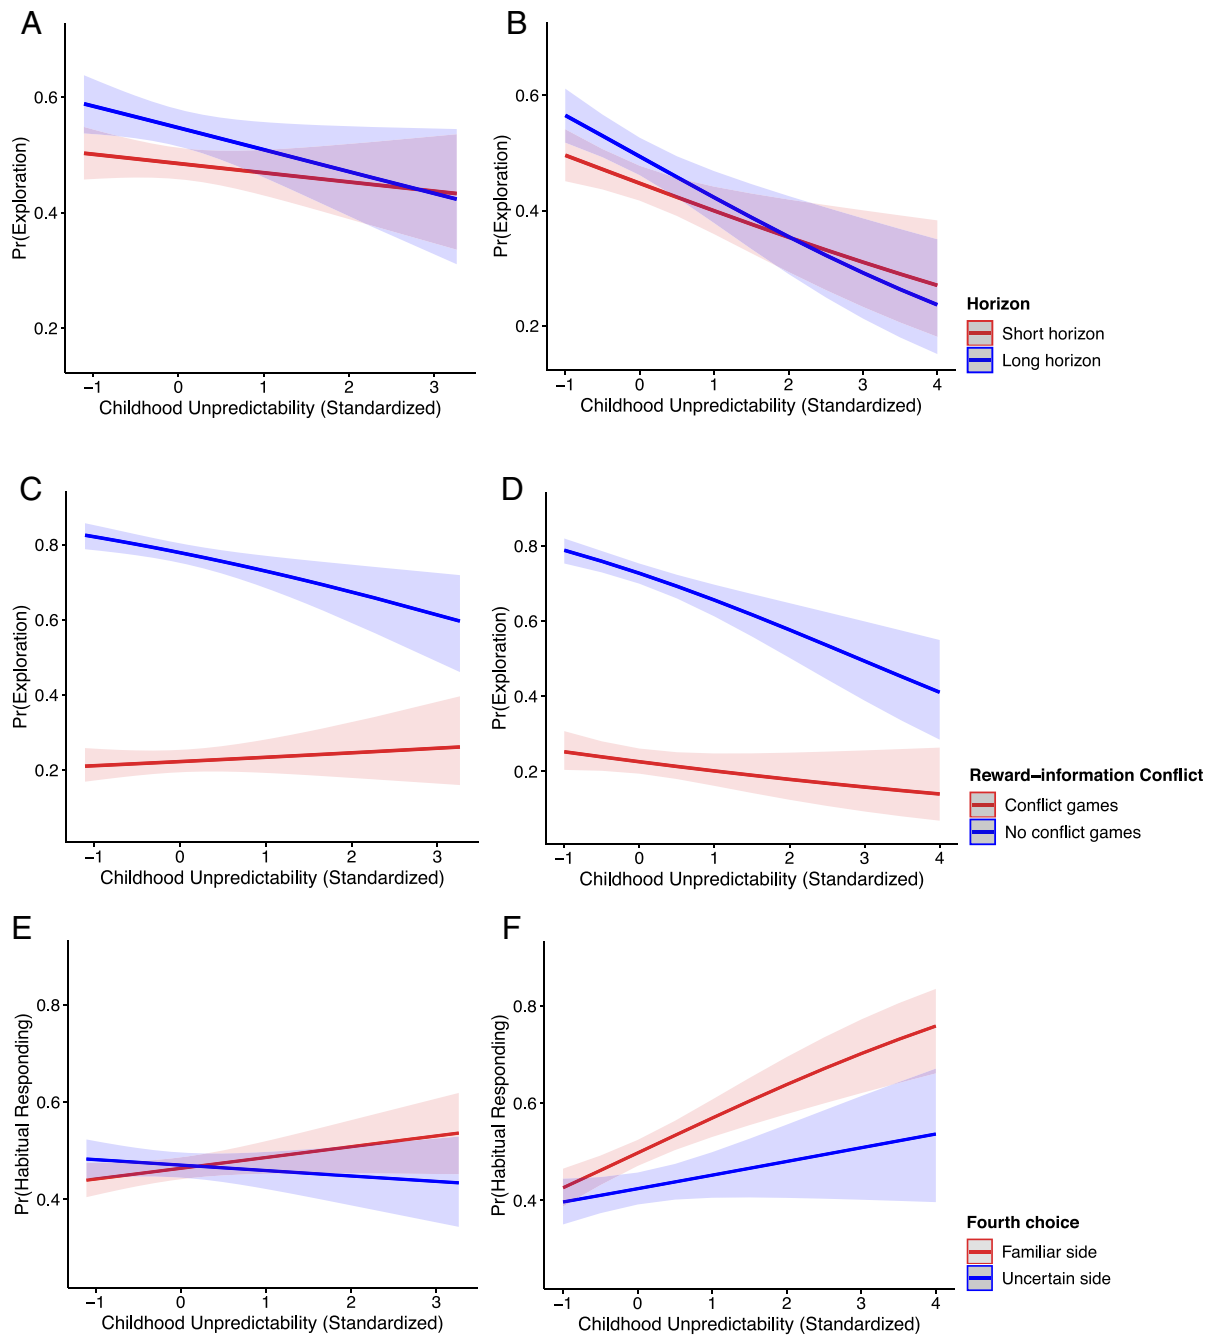 A
B
0.6
0.4
0.2
Pr(Exploration)
−1 0 1 2 3
Childhood Unpredictability (Standardized)
0.6
0.4
0.2
Pr(Exploration)
−1 0 1 2 3 4
Childhood Unpredictability (Standardized)
Horizon
Short horizon
Long horizon
C
D
0.8
0.6
0.4
0.2
Pr(Exploration)
−1 0 1 2 3
Childhood Unpredictability (Standardized)
0.8
0.6
0.4
0.2
Pr(Exploration)
−1 0 1 2 3 4
Childhood Unpredictability (Standardized)
Reward−information Conflict
Conflict games
No conflict games
E
F
0.8
0.6
0.4
Pr(Habitual Responding)
−1 0 1 2 3
Childhood Unpredictability (Standardized)
0.8
0.6
0.4
Pr(Habitual Responding)
−1 0 1 2 3 4
Childhood Unpredictability (Standardized)
Fourth choice
Familiar side
Uncertain side